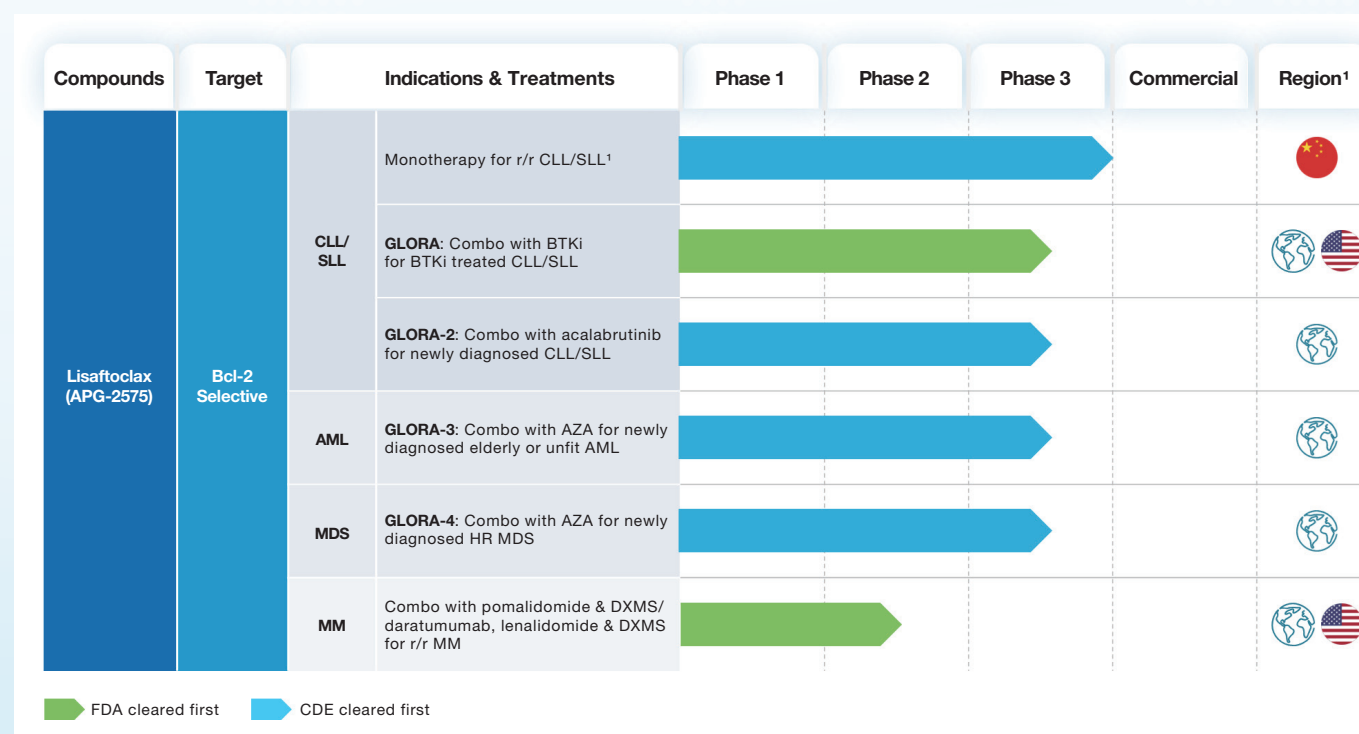 Compounds
Target
Indications & Treatments
Phase 1
Phase 2
Phase 3
Commercial
Region¹
Lisaftoclax
(APG-2575)
Bcl-2
Selective
CLL/
SLL
Monotherapy for r/r CLL/SLL¹
GLORA: Combo with BTKi
for BTKi treated CLL/SLL
GLORA-2: Combo with acalabrutinib
for newly diagnosed CLL/SLL
AML
GLORA-3: Combo with AZA for newly
diagnosed elderly or unfit AML
MDS
GLORA-4: Combo with AZA for newly
diagnosed HR MDS
MM
Combo with pomalidomide & DXMS/
daratumumab, lenalidomide & DXMS
for r/r MM
FDA cleared first
CDE cleared first